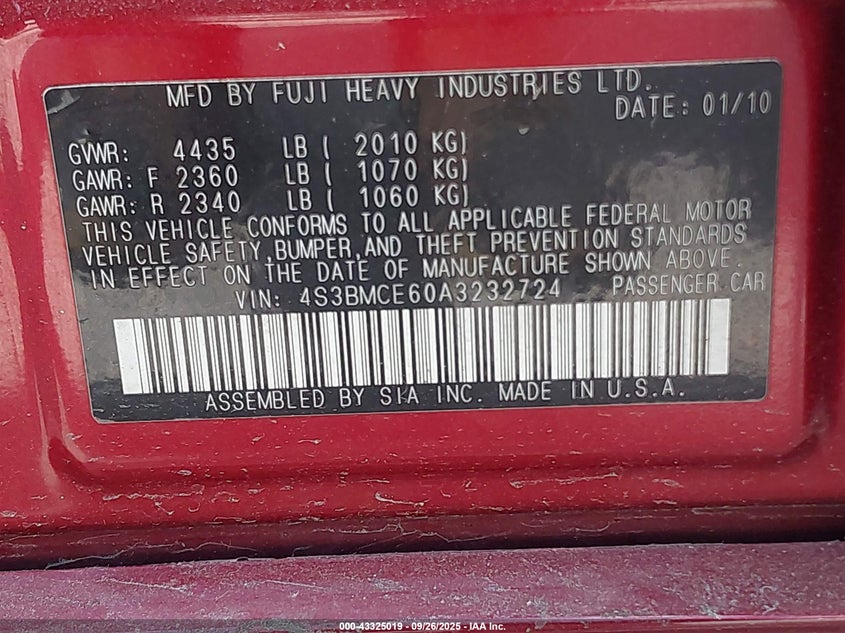 MFD BY FUJI HEAVY INDUSTRIES LTD.
DATE: 01/10
GVWR: 4435 LB ( 2010 KG)
GAWR: F 2360 LB ( 1070 KG)
GAWR: R 2340 LB ( 1060 KG)
THIS VEHICLE CONFORMS TO ALL APPLICABLE FEDERAL MOTOR
VEHICLE SAFETY,BUMPER,AND THEFT PREVENTION STANDARDS
IN EFFECT ON THE DATE OF MANUFACTURE SHOWN ABOVE.
VIN: 4S3BMCE60A3232724 PASSENGER CAR
ASSEMBLED BY SIA INC. MADE IN U.S.A.
000-43325019 - 09/26/2025 - IAA Inc.